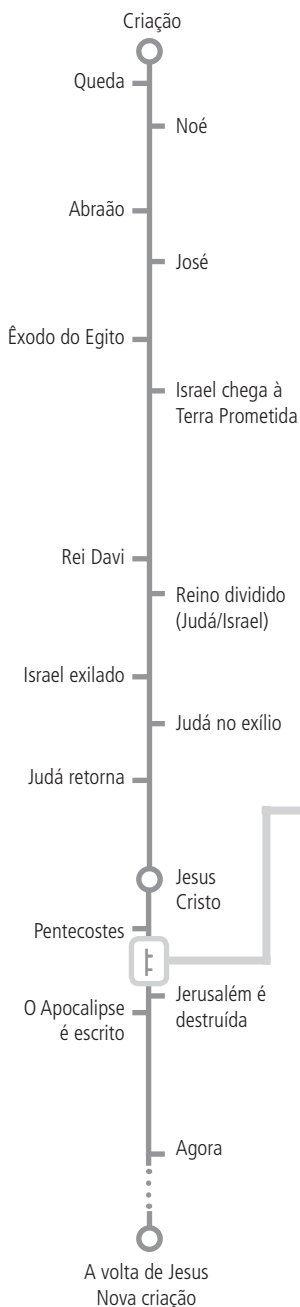 Criação
Queda
Noé
Abraão
José
Êxodo do Egito
Israel chega à
Terra Prometida
Rei Davi
Reino dividido
(Judá/Israel)
Israel exilado
Judá no exílio
Judá retorna
Jesus
Cristo
Pentecostes
Jerusalém é
destruída
O Apocalipse
é escrito
Agora
A volta de Jesus
Nova criação